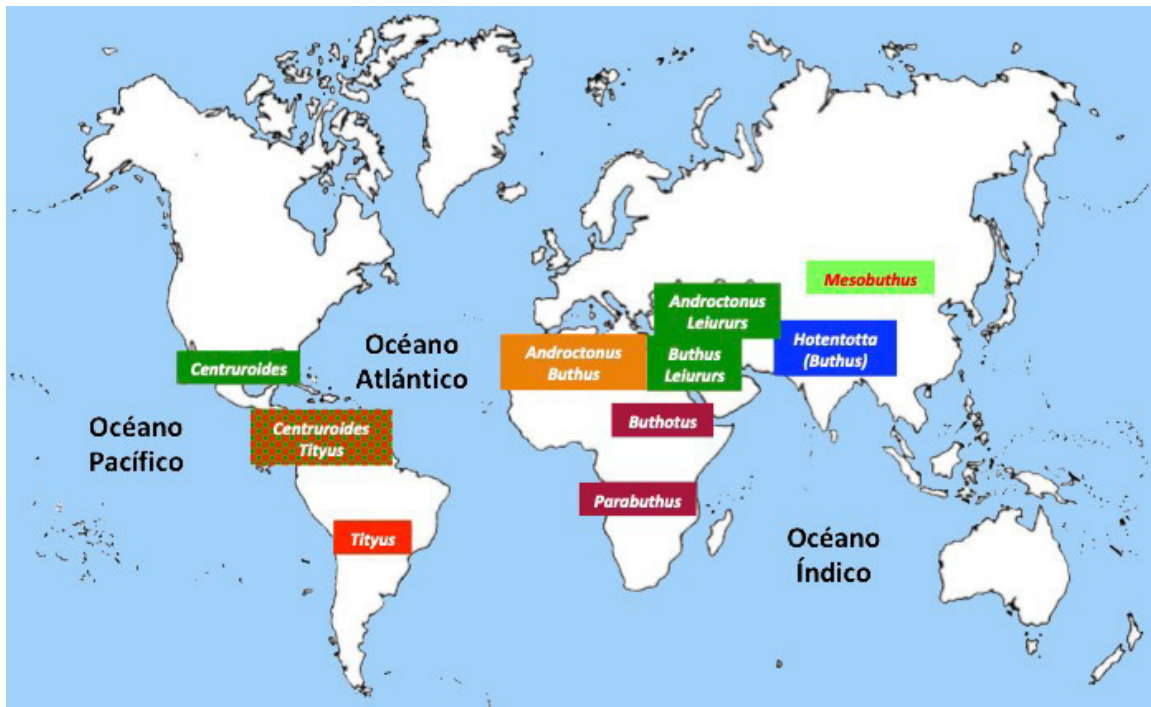 Mesobuthus
Androctonus
Leiururs
Océano
Atlántico
Androctonus
Buthus
Buthus
Leiururs
Hotentotta
(Buthus)
Centruroides
Océano
Pacífico
Centruroides
Tityus
Buthotus
Parabuthus
Tityus
Océano
Índico